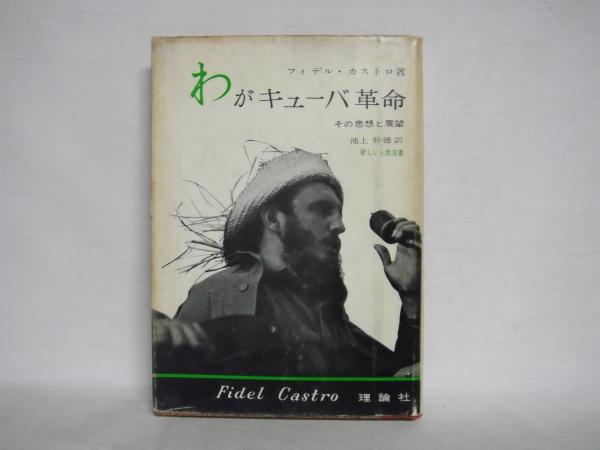 フィデル・カストロ著
わがキューバ革命
その思想と展望
池上幹徳訳
新しい人間双書
Fidel Castro 理論社